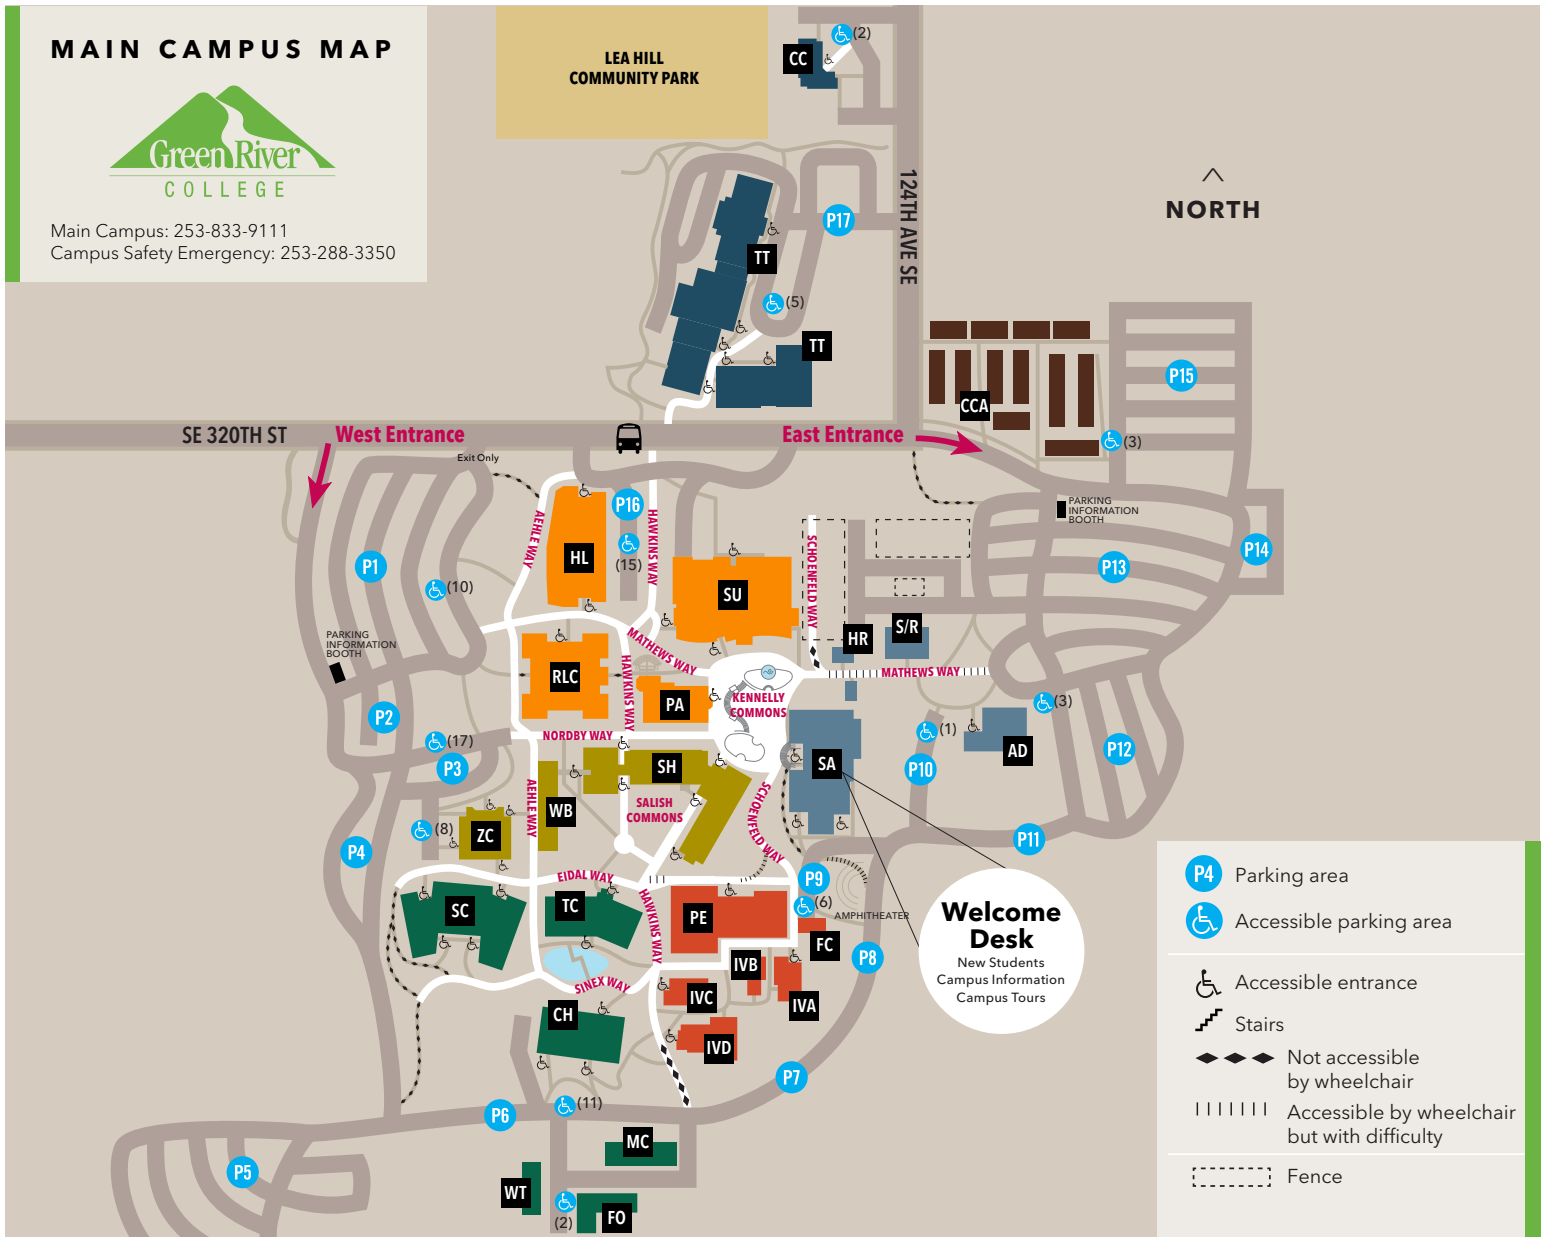 MAIN CAMPUS MAP
Green River
COLLEGE
Main Campus: 253-833-9111
Campus Safety Emergency: 253-288-3350
LEA HILL
COMMUNITY PARK
CC
(2)
124TH AVE SE
NORTH
P17
TT
(5)
TT
P15
CCA
(3)
SE 320TH ST
West Entrance
East Entrance
Exit Only
PARKING
INFORMATION
BOOTH
P16
(15)
AEHLE WAY
HAWKINS WAY
HL
SCHOENFELD WAY
P14
P13
P1
(10)
SU
HR
S/R
PARKING
INFORMATION
BOOTH
MATHEWS WAY
MATHEWS WAY
RLC
HAWKINS WAY
PA
KENNELLY
COMMONS
(3)
P2
(17)
NORDBY WAY
(1)
AD
P12
P3
SH
SA
P10
AEHLE WAY
WB
SALISH
COMMONS
SCHOENFELD WAY
(8)
ZC
P4
P11
EIDAL WAY
P9
(6)
AMPHITHEATER
SC
TC
HAWKINS WAY
PE
FC
P8
IVB
IVA
SINEX WAY
IVC
CH
IVD
P7
Welcome
Desk
New Students
Campus Information
Campus Tours
P6
(11)
MC
P5
WT
(2)
FO
P4
Parking area
Accessible parking area
Accessible entrance
Stairs
Not accessible
by wheelchair
Accessible by wheelchair
but with difficulty
Fence